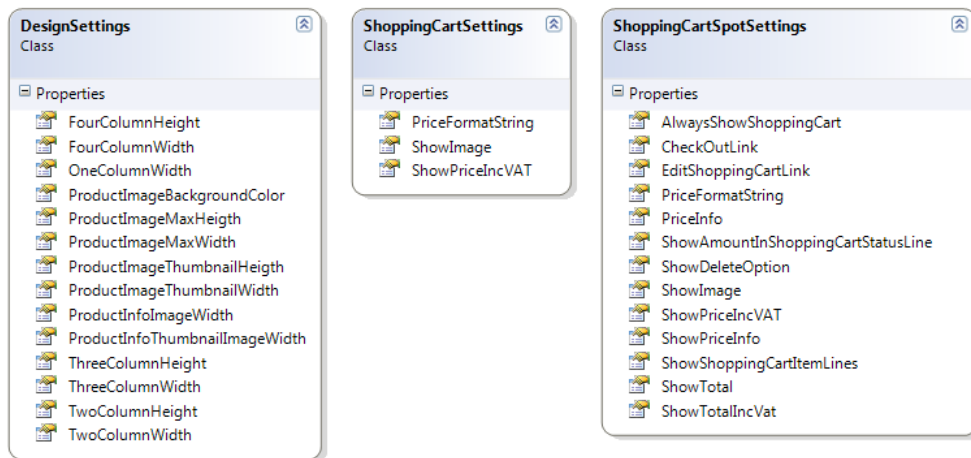 DesignSettings
Class
Properties
FourColumnHeight
FourColumnWidth
OneColumnWidth
ProductImageBackgroundColor
ProductImageMaxHeigth
ProductImageMaxWidth
ProductImageThumbnailHeigth
ProductImageThumbnailWidth
ProductInfoImageWidth
ProductInfoThumbnailImageWidth
ThreeColumnHeight
ThreeColumnWidth
TwoColumnHeight
TwoColumnWidth
ShoppingCartSettings
Class
Properties
PriceFormatString
ShowImage
ShowPriceIncVAT
ShoppingCartSpotSettings
Class
Properties
AlwaysShowShoppingCart
CheckOutLink
EditShoppingCartLink
PriceFormatString
PriceInfo
ShowAmountInShoppingCartStatusLine
ShowDeleteOption
ShowImage
ShowPriceIncVAT
ShowPriceInfo
ShowShoppingCartItemLines
ShowTotal
ShowTotalIncVat